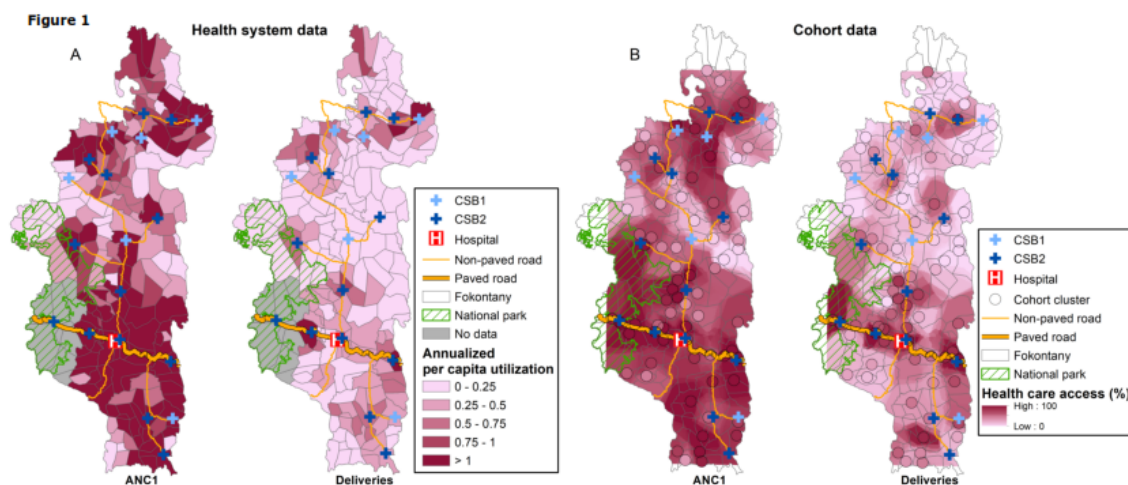 Figure 1
Health system data
Cohort data
A
B
H
H
H
H
CSB1
CSB2
H Hospital
Non-paved road
Paved road
Fokontany
National park
No data
Annualized
per capita utilization
0 - 0.25
0.25 - 0.5
0.5 - 0.75
0.75 - 1
> 1
CSB1
CSB2
H Hospital
Cohort cluster
Non-paved road
Paved road
Fokontany
National park
Health care access (%)
High : 100
Low : 0
ANC1
Deliveries
ANC1
Deliveries